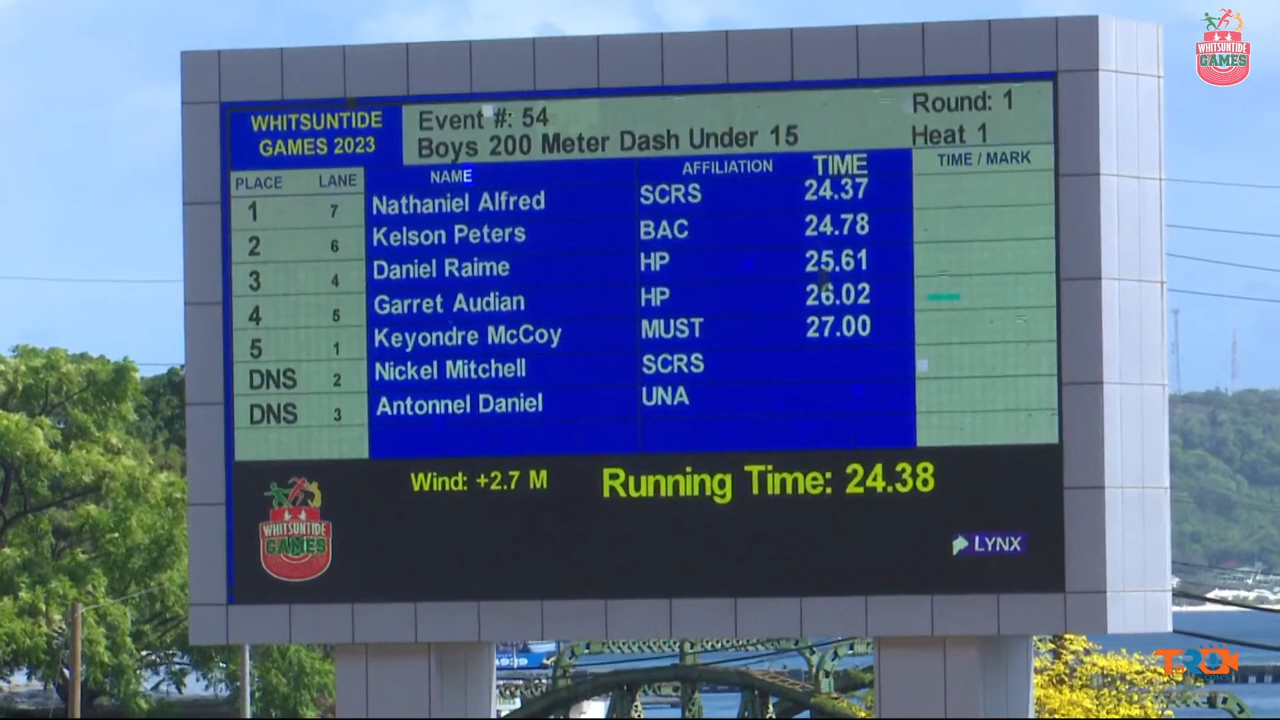 WHITSUNTIDE
GAMES
WHITSUNTIDE
GAMES 2023
Event #: 54
Boys 200 Meter Dash Under 15
Round: 1
Heat 1
PLACE LANE NAME AFFILIATION TIME TIME / MARK
1 7 Nathaniel Alfred SCRS 24.37
2 6 Kelson Peters BAC 24.78
3 4 Daniel Raime HP 25.61
4 5 Garret Audian HP 26.02
5 1 Keyondre McCoy MUST 27.00
DNS 2 Nickel Mitchell SCRS
DNS 3 Antonnel Daniel UNA
Wind: +2.7 M Running Time: 24.38
WHITSUNTIDE
GAMES
LYNX
TRON